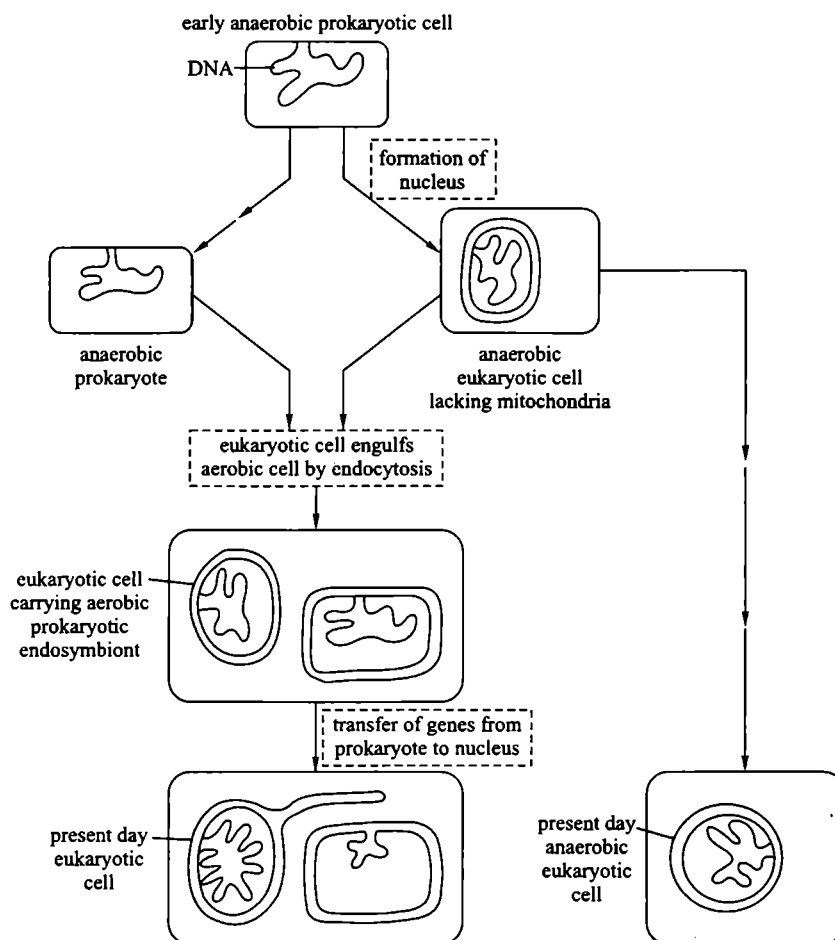 early anaerobic prokaryotic cell
DNA
formation of
nucleus
anaerobic
prokaryote
anaerobic
eukaryotic cell
lacking mitochondria
eukaryotic cell engulfs
aerobic cell by endocytosis
eukaryotic cell
carrying aerobic
prokaryotic
endosymbiont
transfer of genes from
prokaryote to nucleus
present day
eukaryotic
cell
present day
anaerobic
eukaryotic
cell